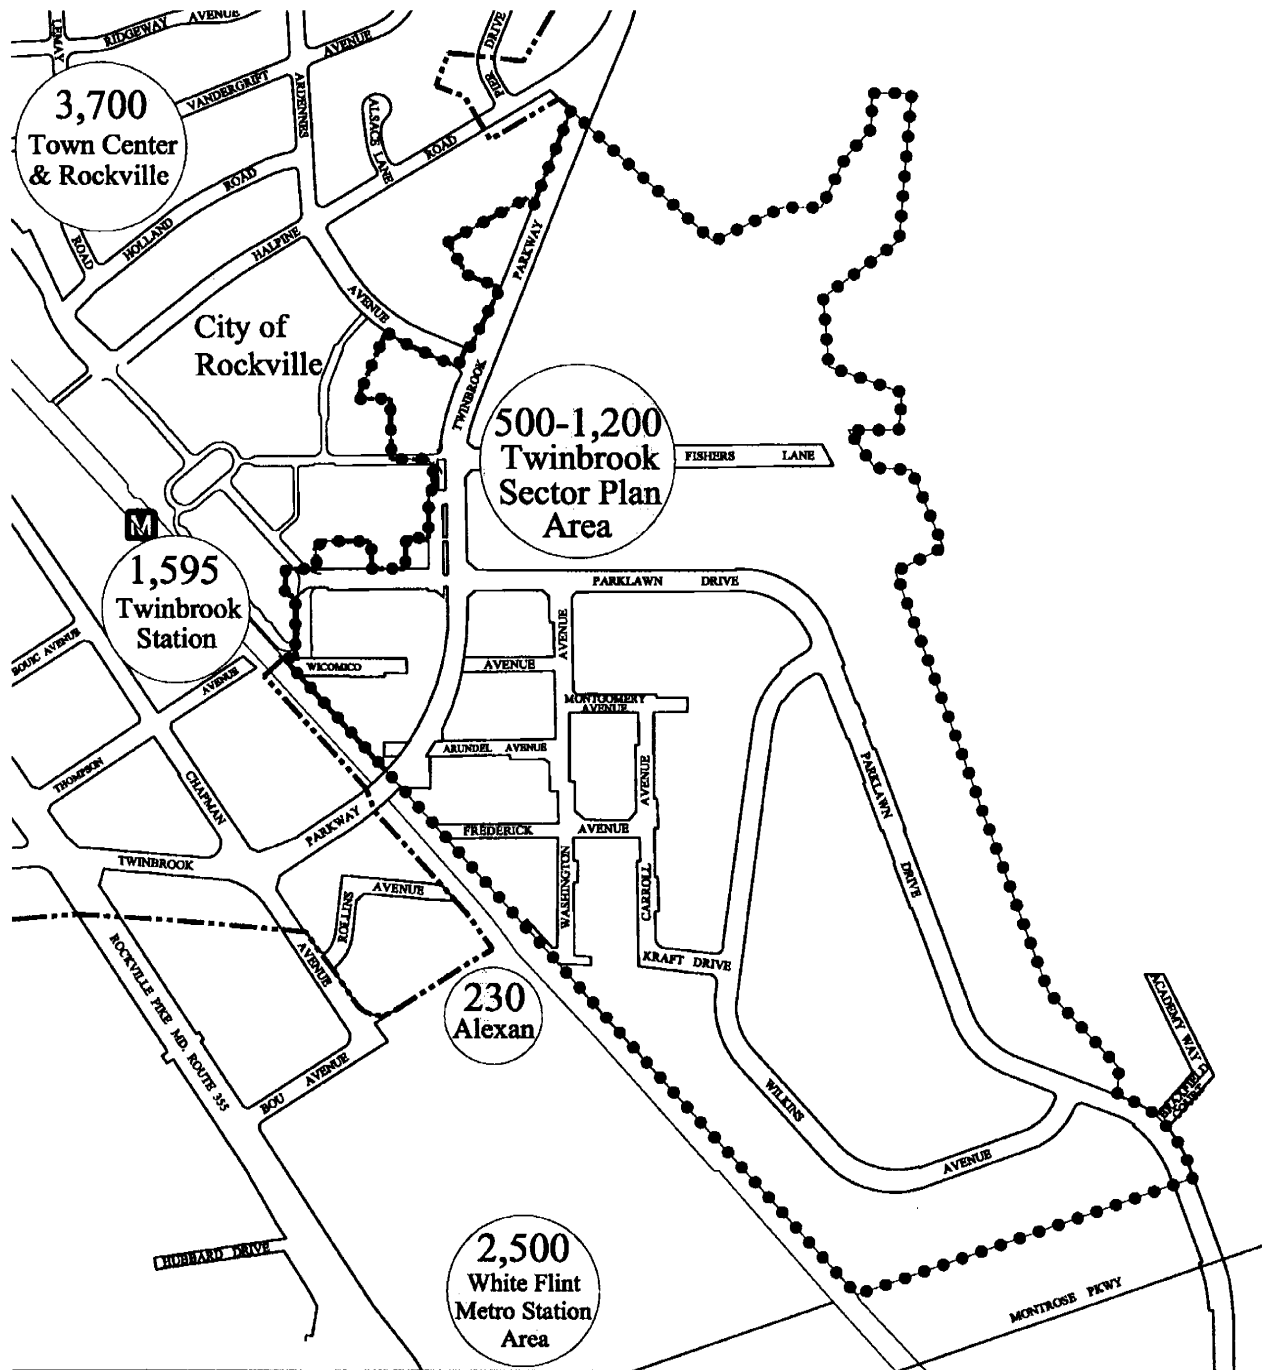 LEMAY
RIDGEWAY AVENUE
AVENUE
PIER DRIVE
VANDERGRIFT
ARDENNES
ALSACE LANE
ROAD
3,700
Town Center
& Rockville
ROAD
HOLLAND ROAD
HALPINE
AVENUE
PARKWAY
TWINBROOK
City of
Rockville
500-1,200
Twinbrook
Sector Plan
Area
FISHERS LANE
M
1,595
Twinbrook
Station
PARKLAWN DRIVE
BOUIC AVENUE
AVENUE
WICOMICO
AVENUE
AVENUE
MONTGOMERY
AVENUE
THOMPSON
CHAPMAN
ARUNDEL AVENUE
AVENUE
PARKLAWN
DRIVE
PARKWAY
FREDERICK AVENUE
TWINBROOK
WASHINGTON
CARROLL
ROLLINS
AVENUE
AVENUE
KRAFT DRIVE
ROCKVILLE PIKE MD. ROUTE 355
230
Alexan
BOU AVENUE
WILKINS
AVENUE
ACADEMY WAY
BRAXFIELD
COURT
HUBBARD DRIVE
2,500
White Flint
Metro Station
Area
MONTROSE PKWY